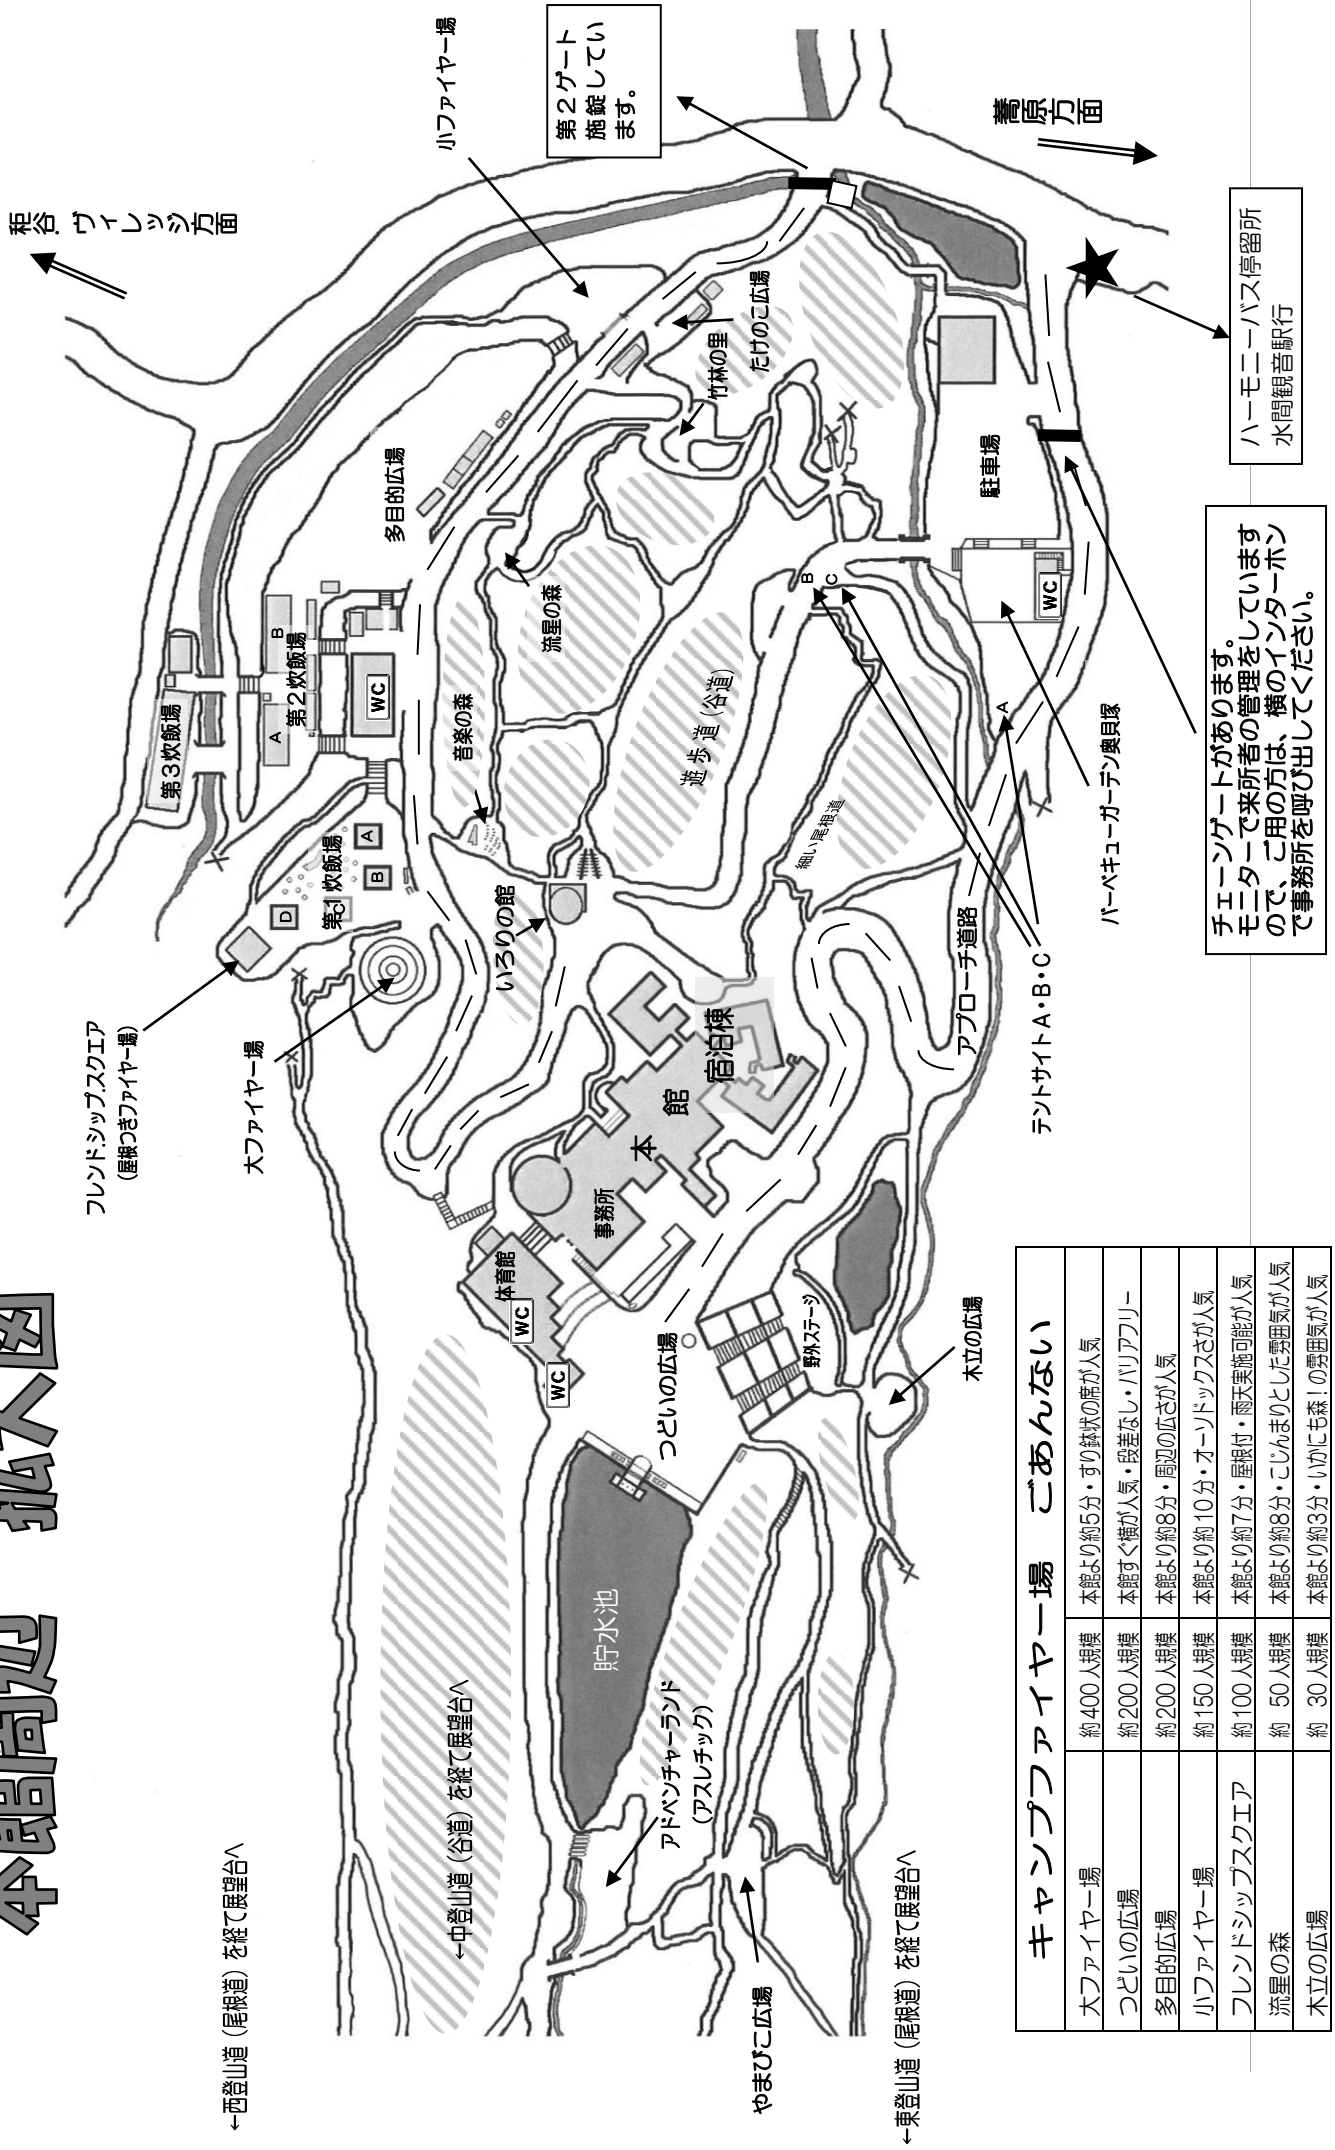 本館周辺　拡大図
秬谷.ヴィレッジ方面
小ファイヤー場
第２ゲート
施錠してい
ます。
蕎原方面
ハーモニーバス停留所
水間観音駅行
チェーンゲートがあります。
モニターで来所者の管理をしています
ので、ご用の方は、横のインターホン
で事務所を呼び出してください。
フレンド.シップ.スクエア
（屋根つきファイヤー場）
大ファイヤー場
第３炊飯場
第２炊飯場
A
B
WC
第1炊飯場
A
B
C
D
多目的広場
たけのこ広場
竹林の里
流星の森
音楽の森
いろりの館
遊歩道（谷道）
細い尾根道
駐車場
WC
バーベキューガーデン奥貝塚
B
C
A
アプローチ道路
テントサイトA・B・C
宿泊棟
本館
事務所
体育館
WC
WC
つどいの広場
野外ステージ
木立の広場
貯水池
アドベンチャーランド
（アスレチック）
やまびこ広場
←西登山道（尾根道）を経て展望台へ
←中登山道（谷道）を経て展望台へ
←東登山道（尾根道）を経て展望台へ
キャンプファイヤー場　ごあんない
大ファイヤー場　約400人規模　本館より約5分・すり鉢状の席が人気
つどいの広場　約200人規模　本館すぐ横が人気・段差なし・バリアフリー
多目的広場　約200人規模　本館より約8分・周辺の広さが人気
小ファイヤー場　約150人規模　本館より約10分・オーソドックスさが人気
フレンドシップスクエア　約100人規模　本館より約7分・屋根付・雨天実施可能が人気
流星の森　約　50人規模　本館より約8分・こじんまりとした雰囲気が人気
木立の広場　約　30人規模　本館より約3分・いかにも森！の雰囲気が人気